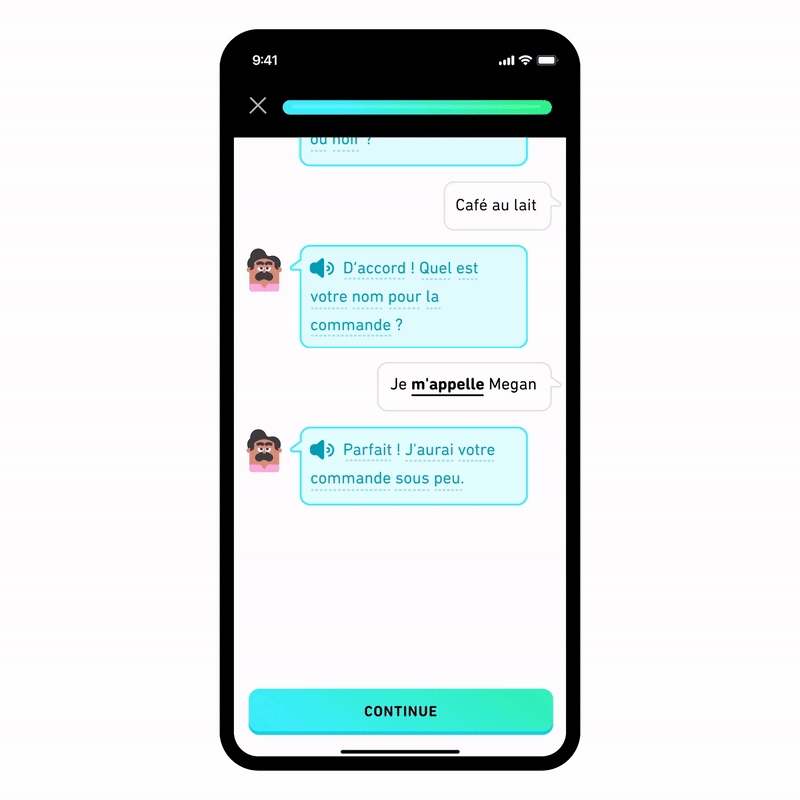 9:41
ou noir ?
Café au lait
D'accord ! Quel est
votre nom pour la
commande ?
Je m'appelle Megan
Parfait ! J'aurai votre
commande sous peu.
CONTINUE